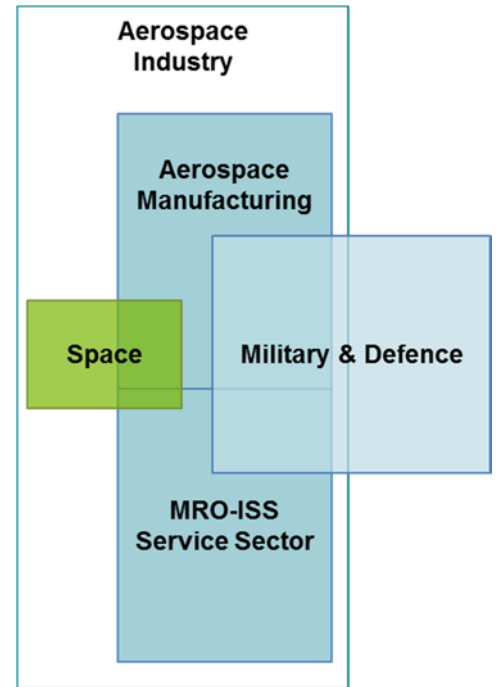 Aerospace
Industry
Aerospace
Manufacturing
Space
Military & Defence
MRO-ISS
Service Sector